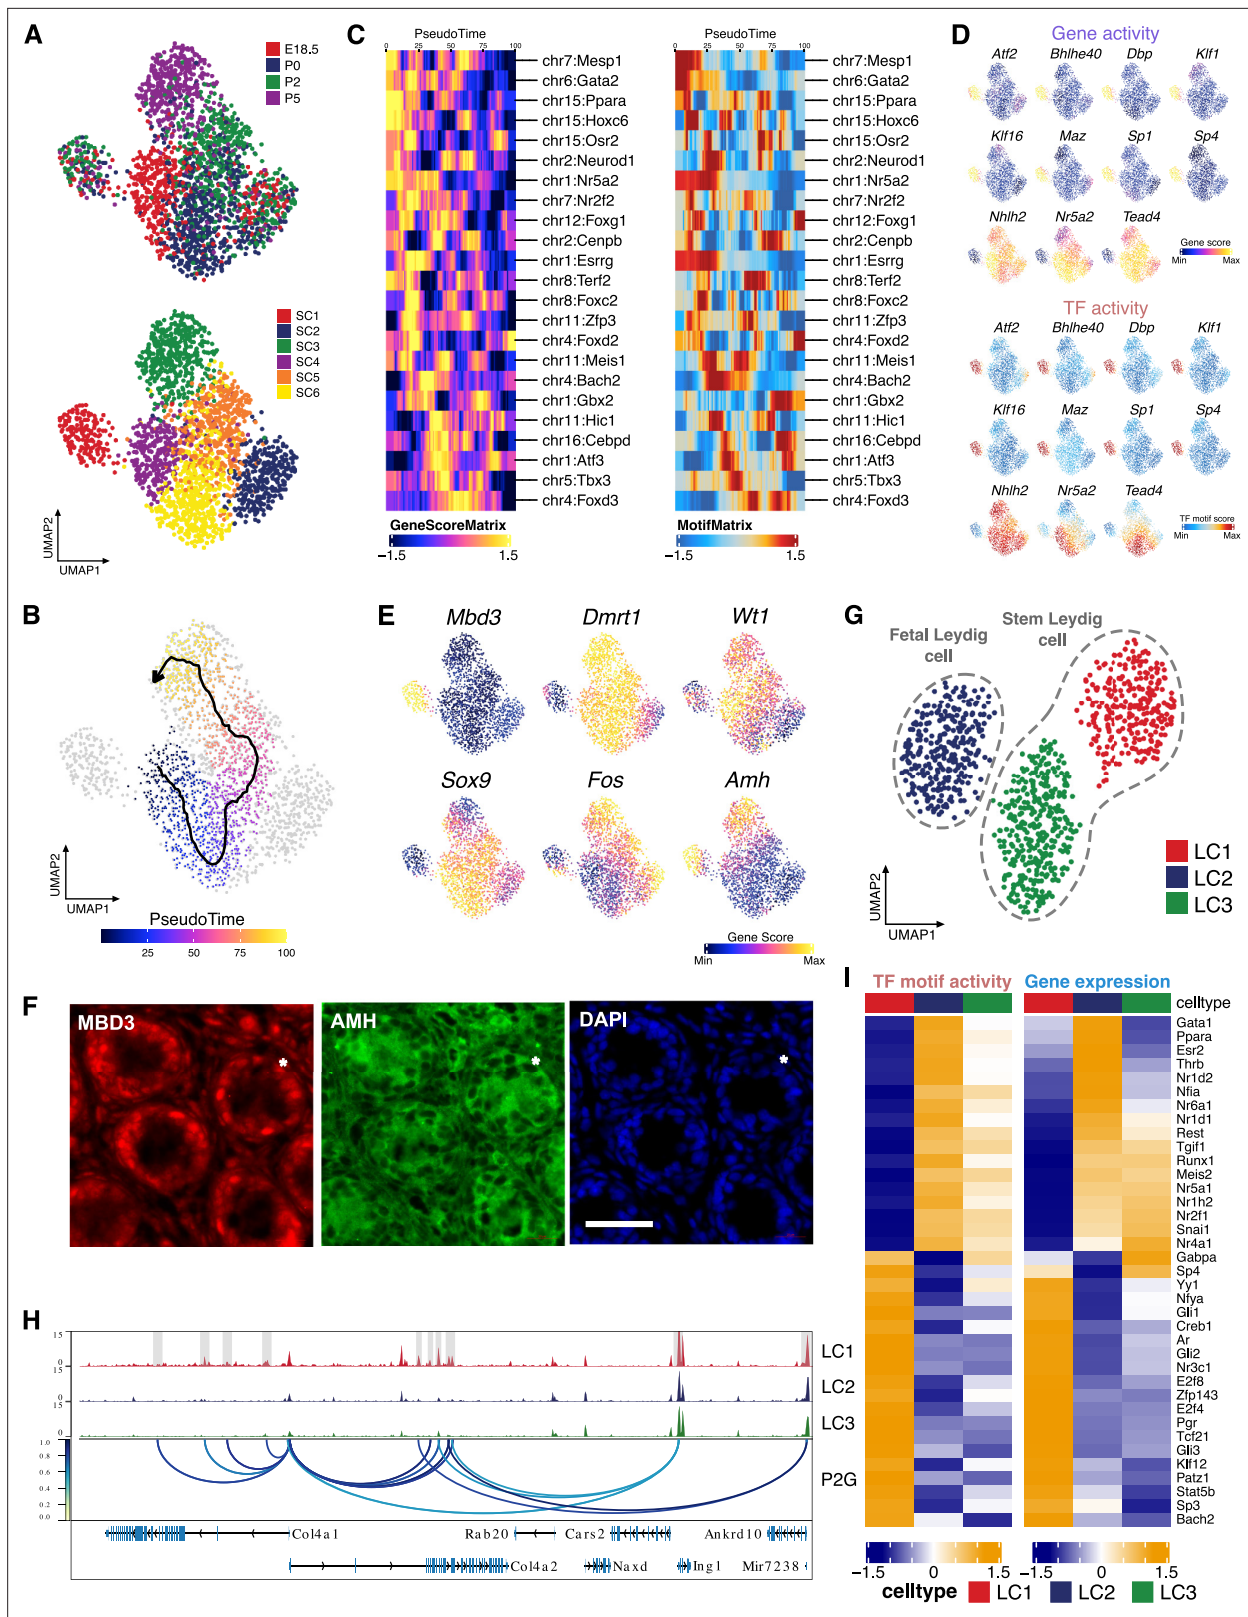 A
E18.5
P0
P2
P5
SC1
SC2
SC3
SC4
SC5
SC6
UMAP2
UMAP1
B
UMAP2
UMAP1
PseudoTime
25 50 75 100
C
PseudoTime
0 25 50 75 100
chr7:Mesp1
chr6:Gata2
chr15:Ppara
chr15:Hoxc6
chr15:Osr2
chr2:Neurod1
chr1:Nr5a2
chr7:Nr2f2
chr12:Foxg1
chr2:Cenpb
chr1:Esrrg
chr8:Terf2
chr8:Foxc2
chr11:Zfp3
chr4:Foxd2
chr11:Meis1
chr4:Bach2
chr1:Gbx2
chr11:Hic1
chr16:Cebpd
chr1:Atf3
chr5:Tbx3
chr4:Foxd3
GeneScoreMatrix
−1.5 1.5
PseudoTime
0 25 50 75 100
chr7:Mesp1
chr6:Gata2
chr15:Ppara
chr15:Hoxc6
chr15:Osr2
chr2:Neurod1
chr1:Nr5a2
chr7:Nr2f2
chr12:Foxg1
chr2:Cenpb
chr1:Esrrg
chr8:Terf2
chr8:Foxc2
chr11:Zfp3
chr4:Foxd2
chr11:Meis1
chr4:Bach2
chr1:Gbx2
chr11:Hic1
chr16:Cebpd
chr1:Atf3
chr5:Tbx3
chr4:Foxd3
MotifMatrix
−1.5 1.5
D
Gene activity
Atf2 Bhlhe40 Dbp Klf1
Klf16 Maz Sp1 Sp4
Nhlh2 Nr5a2 Tead4
Gene score
Min Max
TF activity
Atf2 Bhlhe40 Dbp Klf1
Klf16 Maz Sp1 Sp4
Nhlh2 Nr5a2 Tead4
TF motif score
Min Max
E
Mbd3 Dmrt1 Wt1
Sox9 Fos Amh
Gene Score
Min Max
F
MBD3
*
AMH
*
DAPI
*
G
Fetal Leydig
cell
Stem Leydig
cell
LC1
LC2
LC3
UMAP2
UMAP1
H
15
0
LC1
15
0
LC2
15
0
LC3
1.0
0.8
0.6
0.4
0.2
0.0
P2G
Col4a1 Rab20 Cars2 Ankrd10
Col4a2 Naxd Ing1 Mir7238
I
TF motif activity Gene expression
celltype
Gata1
Ppara
Esr2
Thrb
Nr1d2
Nfia
Nr6a1
Nr1d1
Rest
Tgif1
Runx1
Meis2
Nr5a1
Nr1h2
Nr2f1
Snai1
Nr4a1
Gabpa
Sp4
Yy1
Nfya
Gli1
Creb1
Ar
Gli2
Nr3c1
E2f8
Zfp143
E2f4
Pgr
Tcf21
Gli3
Klf12
Patz1
Stat5b
Sp3
Bach2
−1.5 0 1.5
−1.5 0 1.5
celltype LC1 LC2 LC3